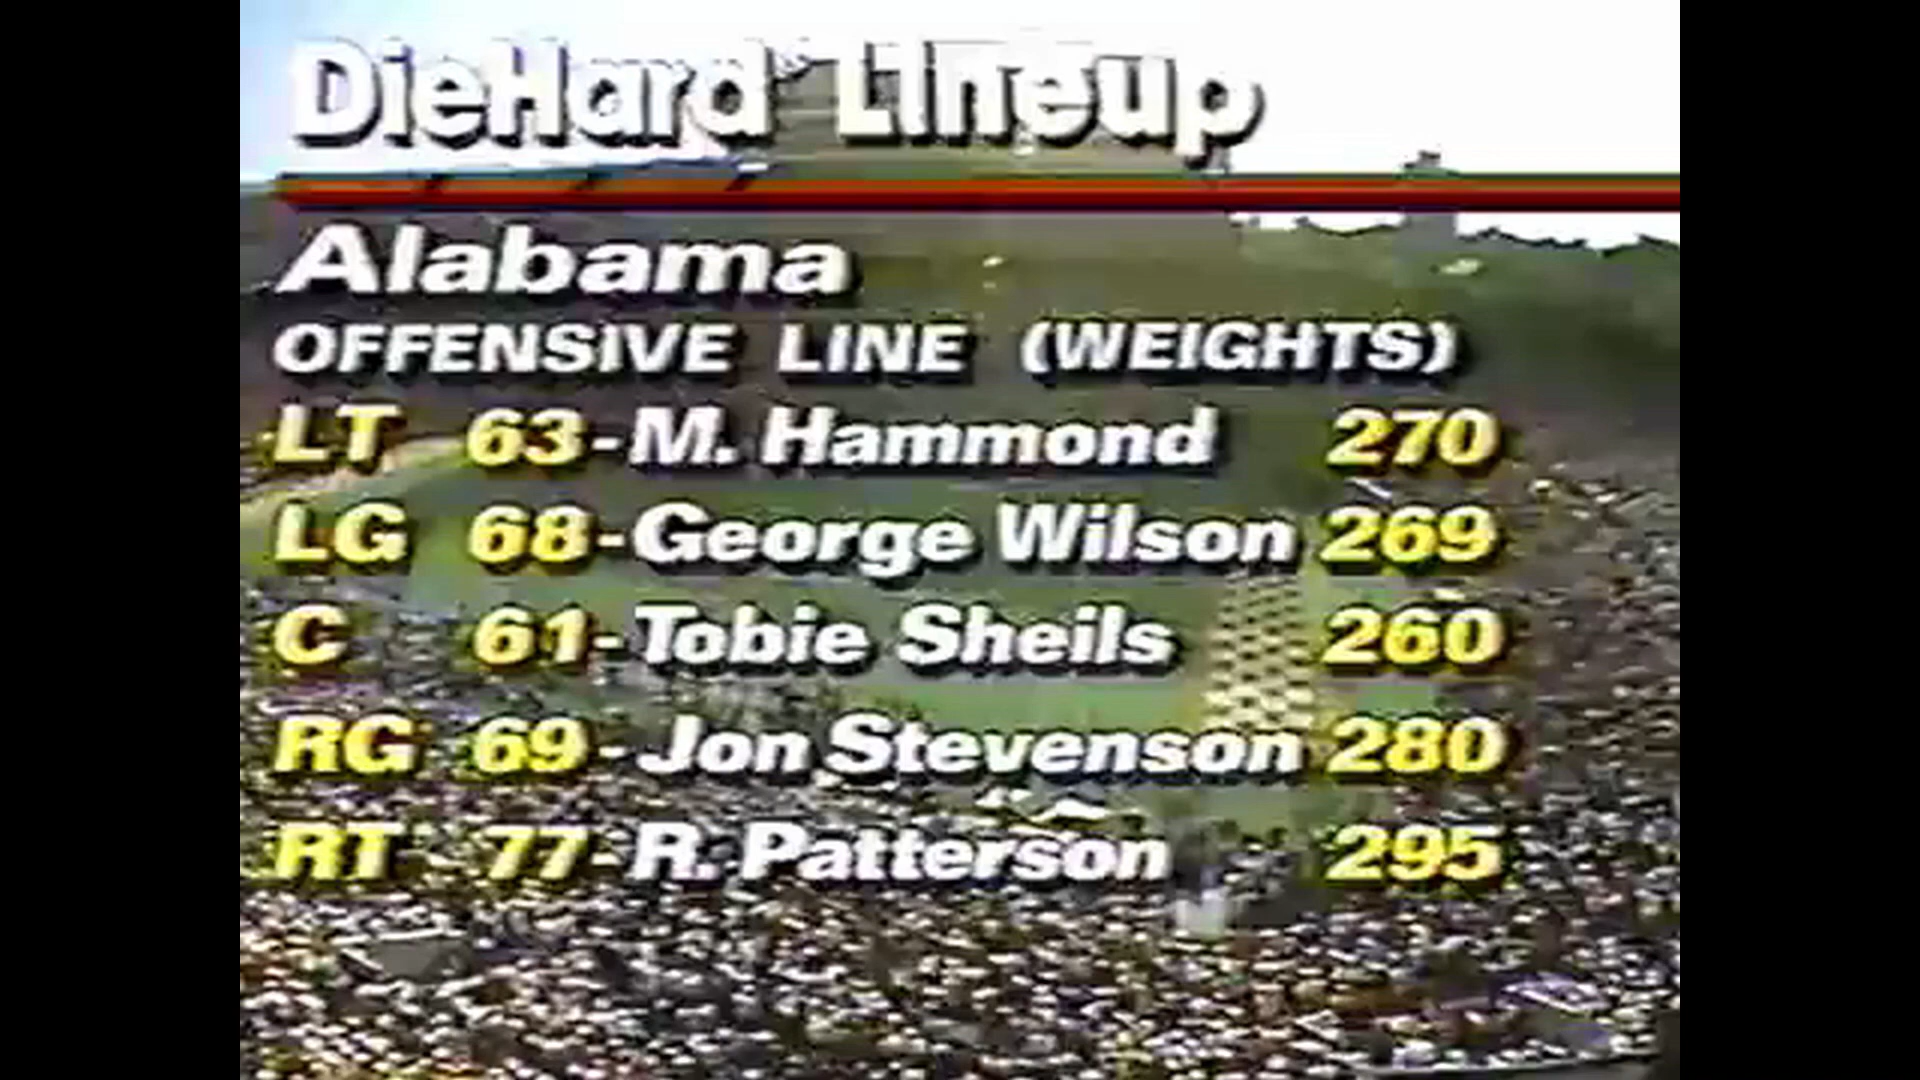 DieHard Lineup
Alabama
OFFENSIVE LINE (WEIGHTS)
LT 63-M. Hammond 270
LG 68-George Wilson 269
C 61-Tobie Sheils 260
RG 69-Jon Stevenson 280
RT 77-R. Patterson 295